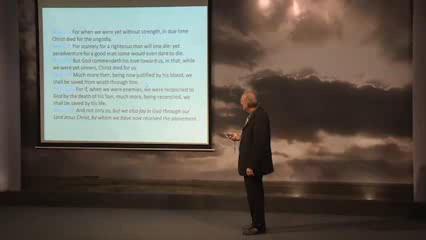 For when we were yet without strength, in due time
Christ died for the ungodly.
For scarcely for a righteous man will one die: yet
peradventure for a good man some would even dare to die.
But God commendeth his love toward us, in that, while
we were yet sinners, Christ died for us.
Much more then, being now justified by his blood, we
shall be saved from wrath through him.
For if, when we were enemies, we were reconciled to
God by the death of his Son, much more, being reconciled, we
shall be saved by his life.
And not only so, but we also joy in God through our
Lord Jesus Christ, by whom we have now received the atonement.